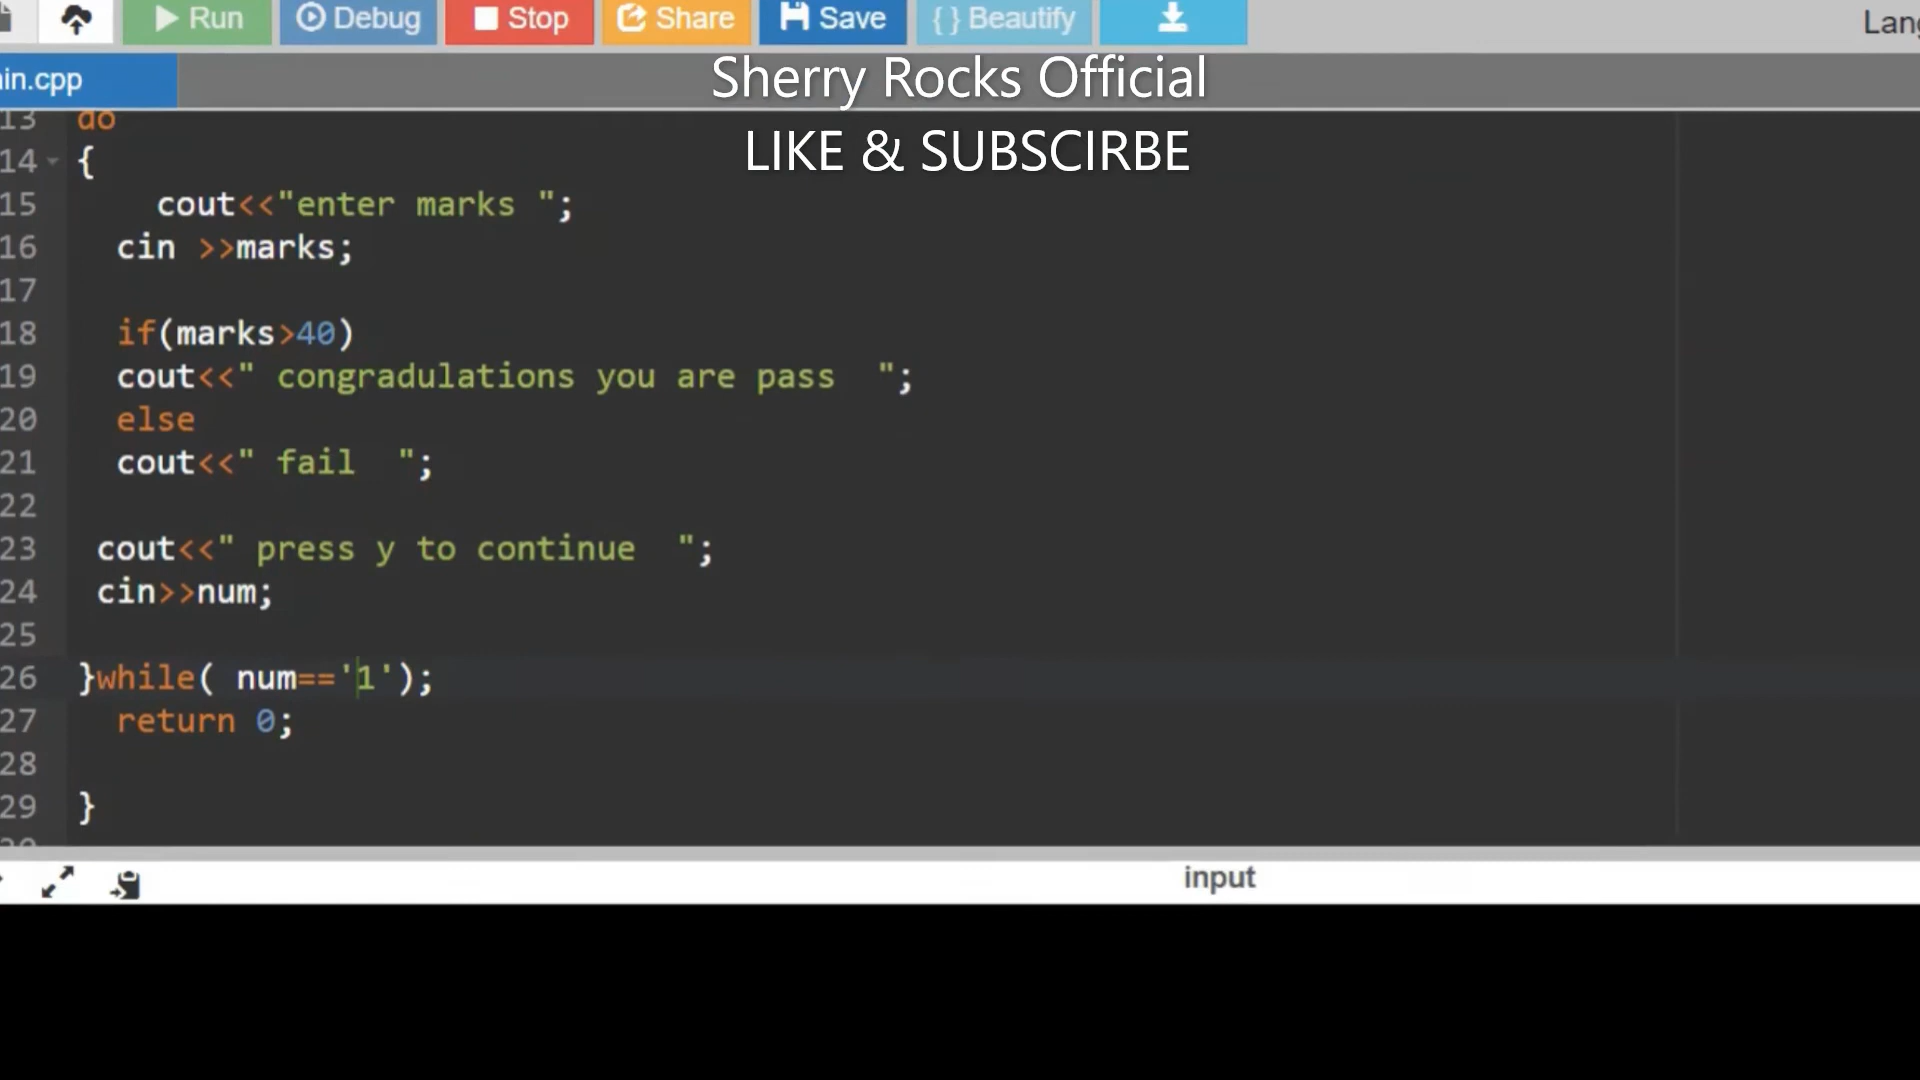 Run Debug Stop Share Save { } Beautify Lang
in.cpp
Sherry Rocks Official
LIKE & SUBSCIRBE
13 do
14 {
15 cout<<"enter marks ";
16 cin >>marks;
17
18 if(marks>40)
19 cout<<" congradulations you are pass  ";
20 else
21 cout<<" fail  ";
22
23 cout<<" press y to continue  ";
24 cin>>num;
25
26 }while( num=='1');
27 return 0;
28
29 }
input